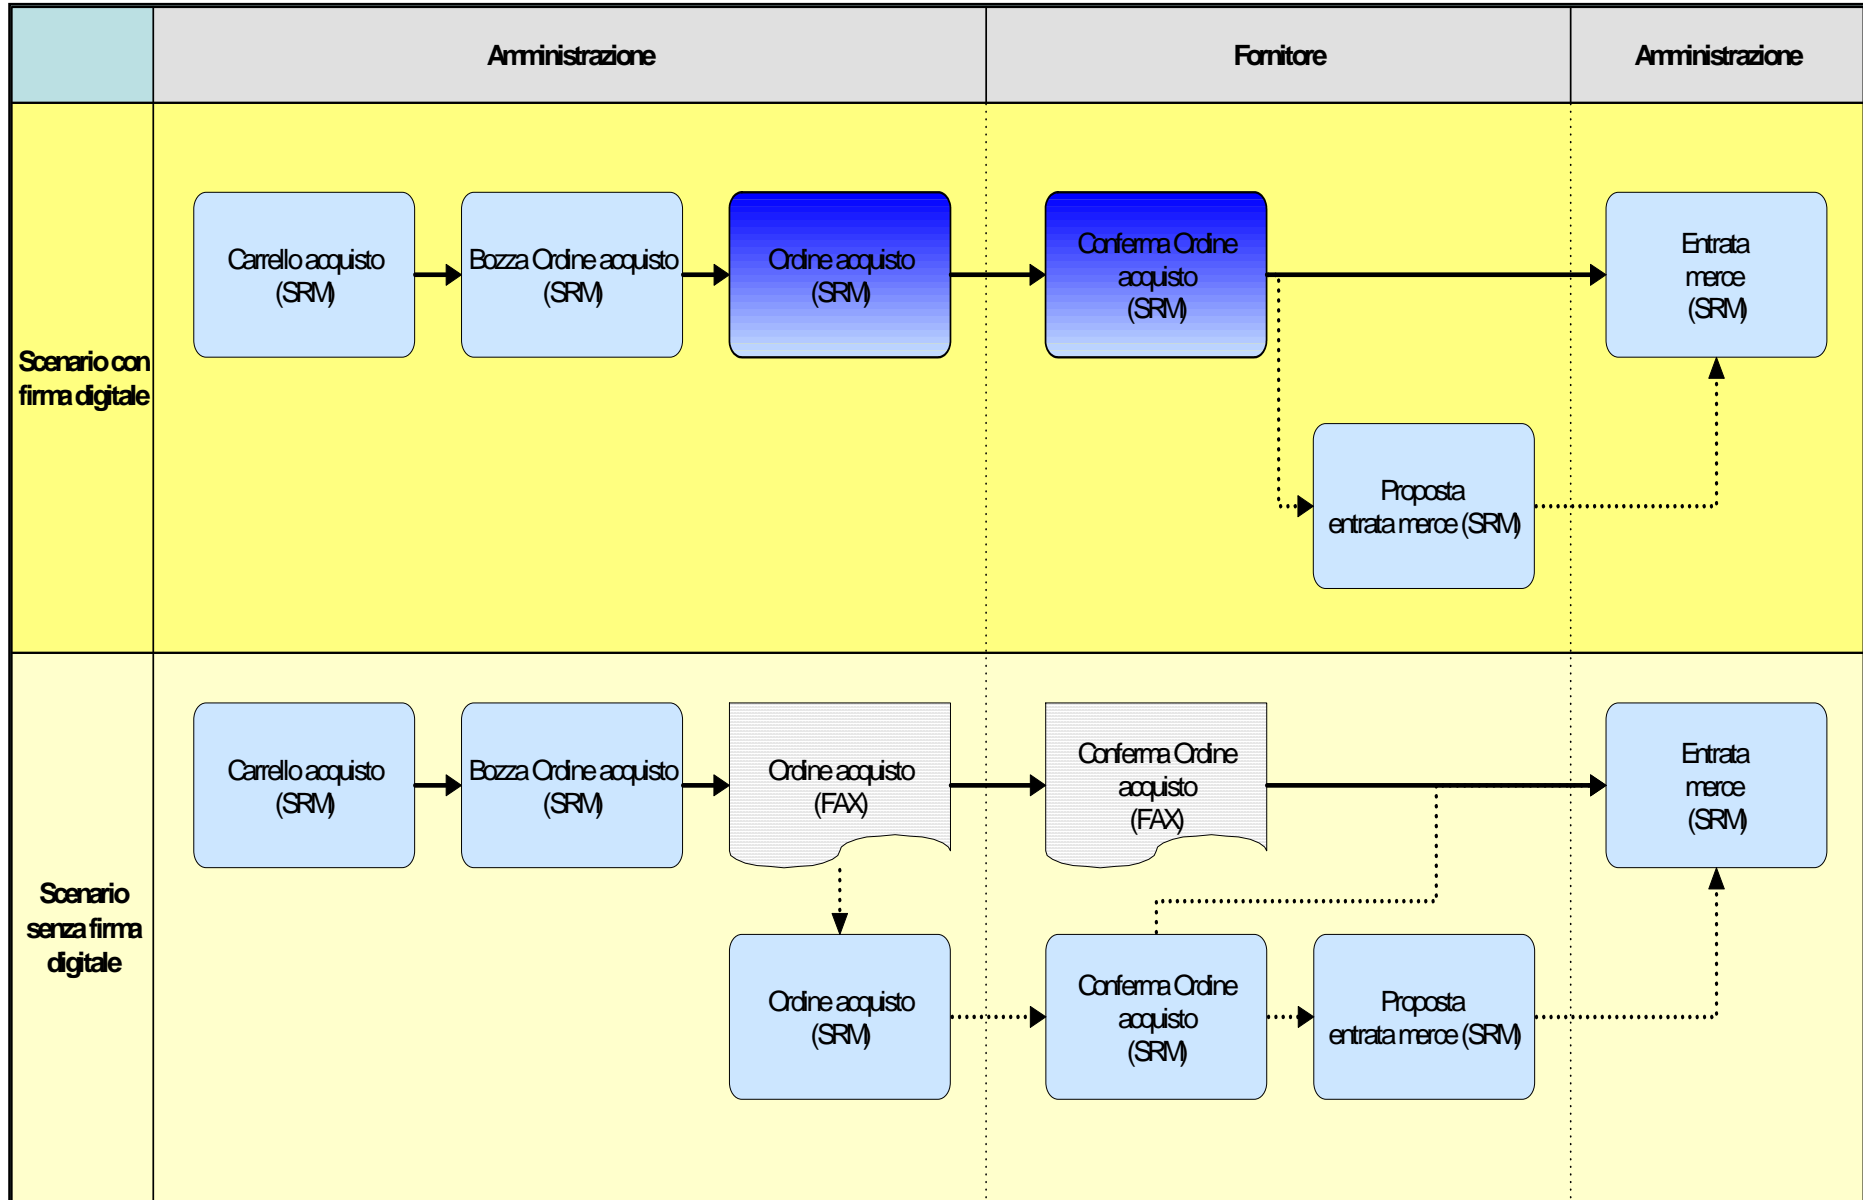 Amministrazione
Fornitore
Amministrazione
Scenario con
firma digitale
Carrello acquisto
(SRM)
Bozza Ordine acquisto
(SRM)
Ordine acquisto
(SRM)
Conferma Ordine
acquisto
(SRM)
Entrata
merce
(SRM)
Proposta
entrata merce (SRM)
Scenario
senza firma
digitale
Carrello acquisto
(SRM)
Bozza Ordine acquisto
(SRM)
Ordine acquisto
(FAX)
Conferma Ordine
acquisto
(FAX)
Entrata
merce
(SRM)
Ordine acquisto
(SRM)
Conferma Ordine
acquisto
(SRM)
Proposta
entrata merce (SRM)